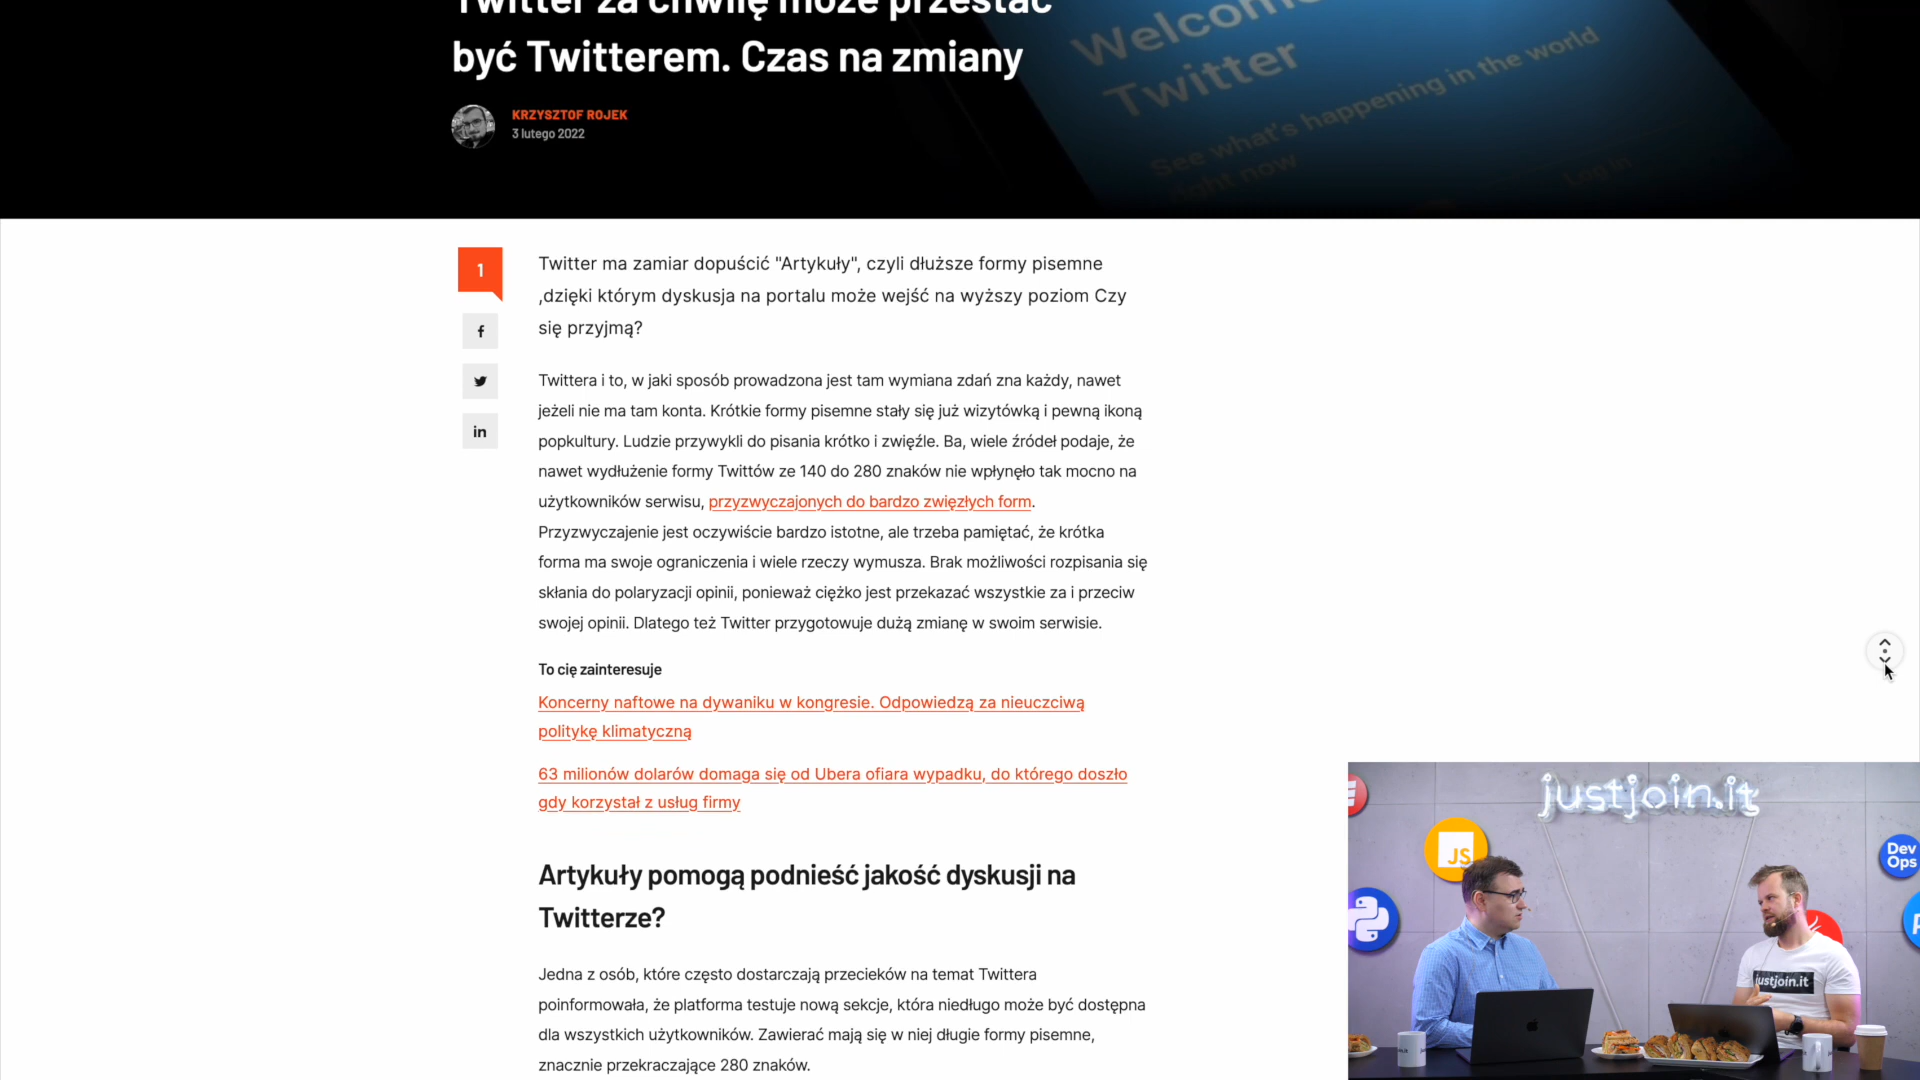 Twitter za chwilę może przestać
być Twitterem. Czas na zmiany
KRZYSZTOF ROJEK
3 lutego 2022
Welcome
Twitter
See what's happening in the world
right now
Log in
1
Twitter ma zamiar dopuścić "Artykuły", czyli dłuższe formy pisemne
,dzięki którym dyskusja na portalu może wejść na wyższy poziom Czy
się przyjmą?
Twittera i to, w jaki sposób prowadzona jest tam wymiana zdań zna każdy, nawet
jeżeli nie ma tam konta. Krótkie formy pisemne stały się już wizytówką i pewną ikoną
popkultury. Ludzie przywykli do pisania krótko i zwięźle. Ba, wiele źródeł podaje, że
nawet wydłużenie formy Twittów ze 140 do 280 znaków nie wpłynęło tak mocno na
użytkowników serwisu, przyzwyczajonych do bardzo zwięzłych form.
Przyzwyczajenie jest oczywiście bardzo istotne, ale trzeba pamiętać, że krótka
forma ma swoje ograniczenia i wiele rzeczy wymusza. Brak możliwości rozpisania się
skłania do polaryzacji opinii, ponieważ ciężko jest przekazać wszystkie za i przeciw
swojej opinii. Dlatego też Twitter przygotowuje dużą zmianę w swoim serwisie.
To cię zainteresuje
Koncerny naftowe na dywaniku w kongresie. Odpowiedzą za nieuczciwą
politykę klimatyczną
63 milionów dolarów domaga się od Ubera ofiara wypadku, do którego doszło
gdy korzystał z usług firmy
Artykuły pomogą podnieść jakość dyskusji na
Twitterze?
Jedna z osób, które często dostarczają przecieków na temat Twittera
poinformowała, że platforma testuje nową sekcje, która niedługo może być dostępna
dla wszystkich użytkowników. Zawierać mają się w niej długie formy pisemne,
znacznie przekraczające 280 znaków.
justjoin.it
JS
Dev
Ops
justjoin.it